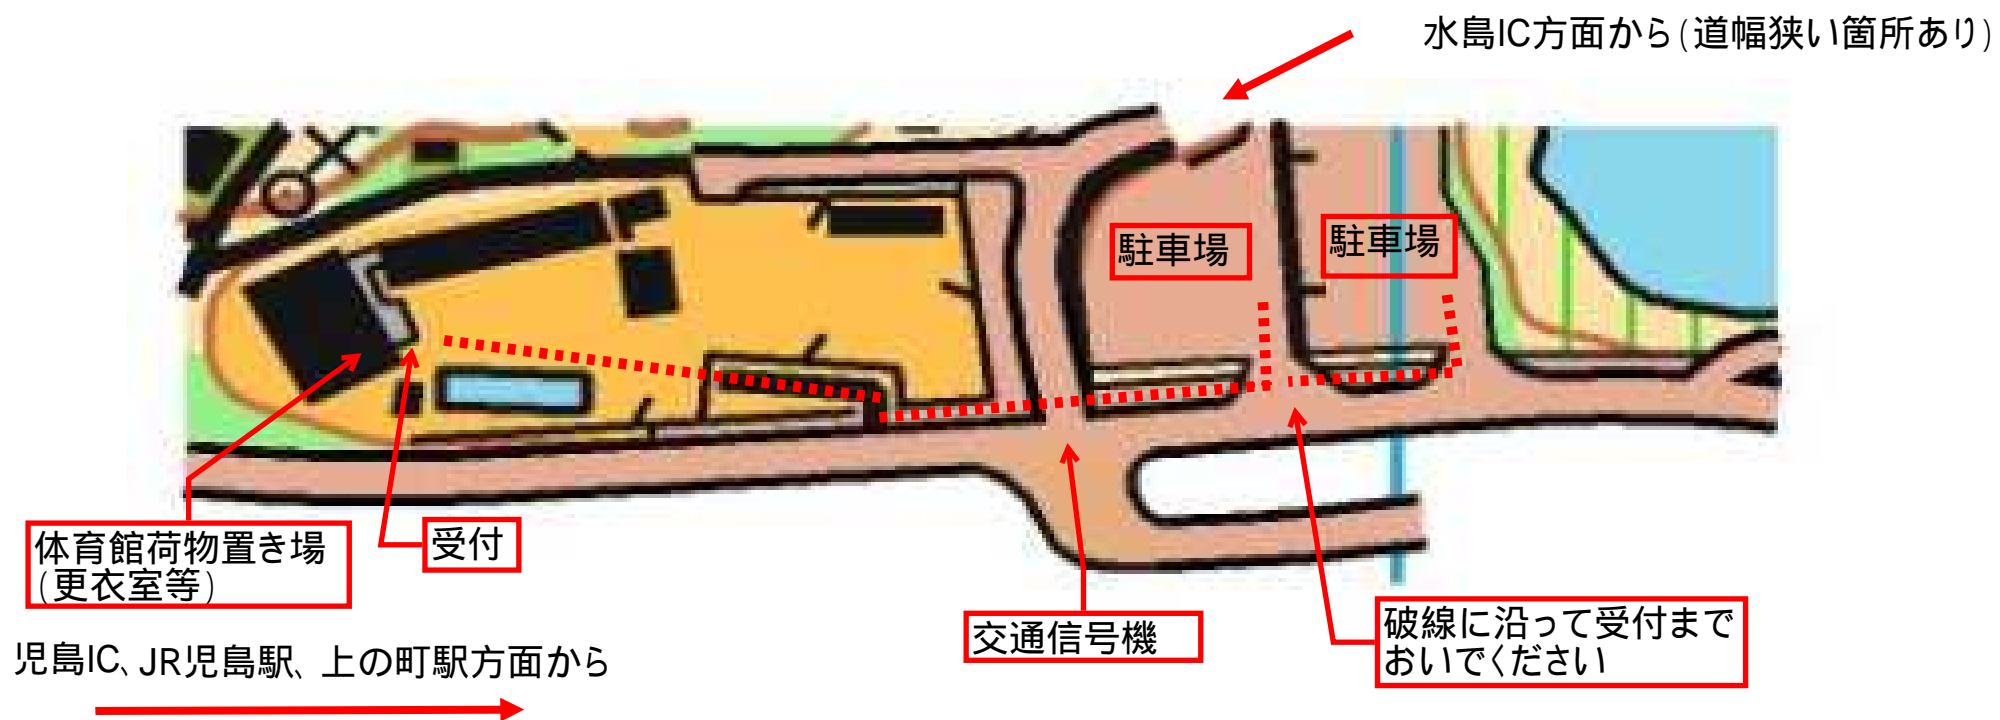 水島IC方面から(道幅狭い箇所あり)
駐車場
駐車場
体育館荷物置き場
(更衣室等)
受付
交通信号機
破線に沿って受付まで
おいでください
児島IC、JR児島駅、上の町駅方面から